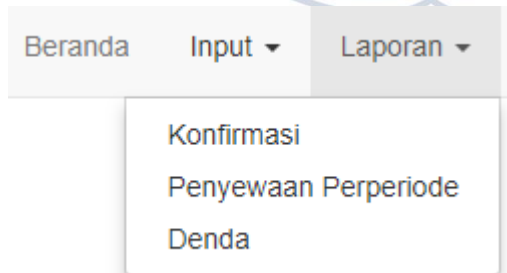 Beranda Input Laporan
Konfirmasi
Penyewaan Perperiode
Denda